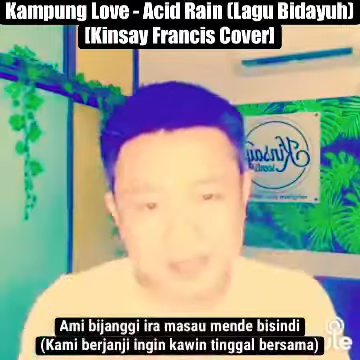 Kampung Love - Acid Rain (Lagu Bidayuh)
[Kinsay Francis Cover]
Kinsay
Ami bijanggi ira masau mende bisindi
(Kami berjanji ingin kawin tinggal bersama)